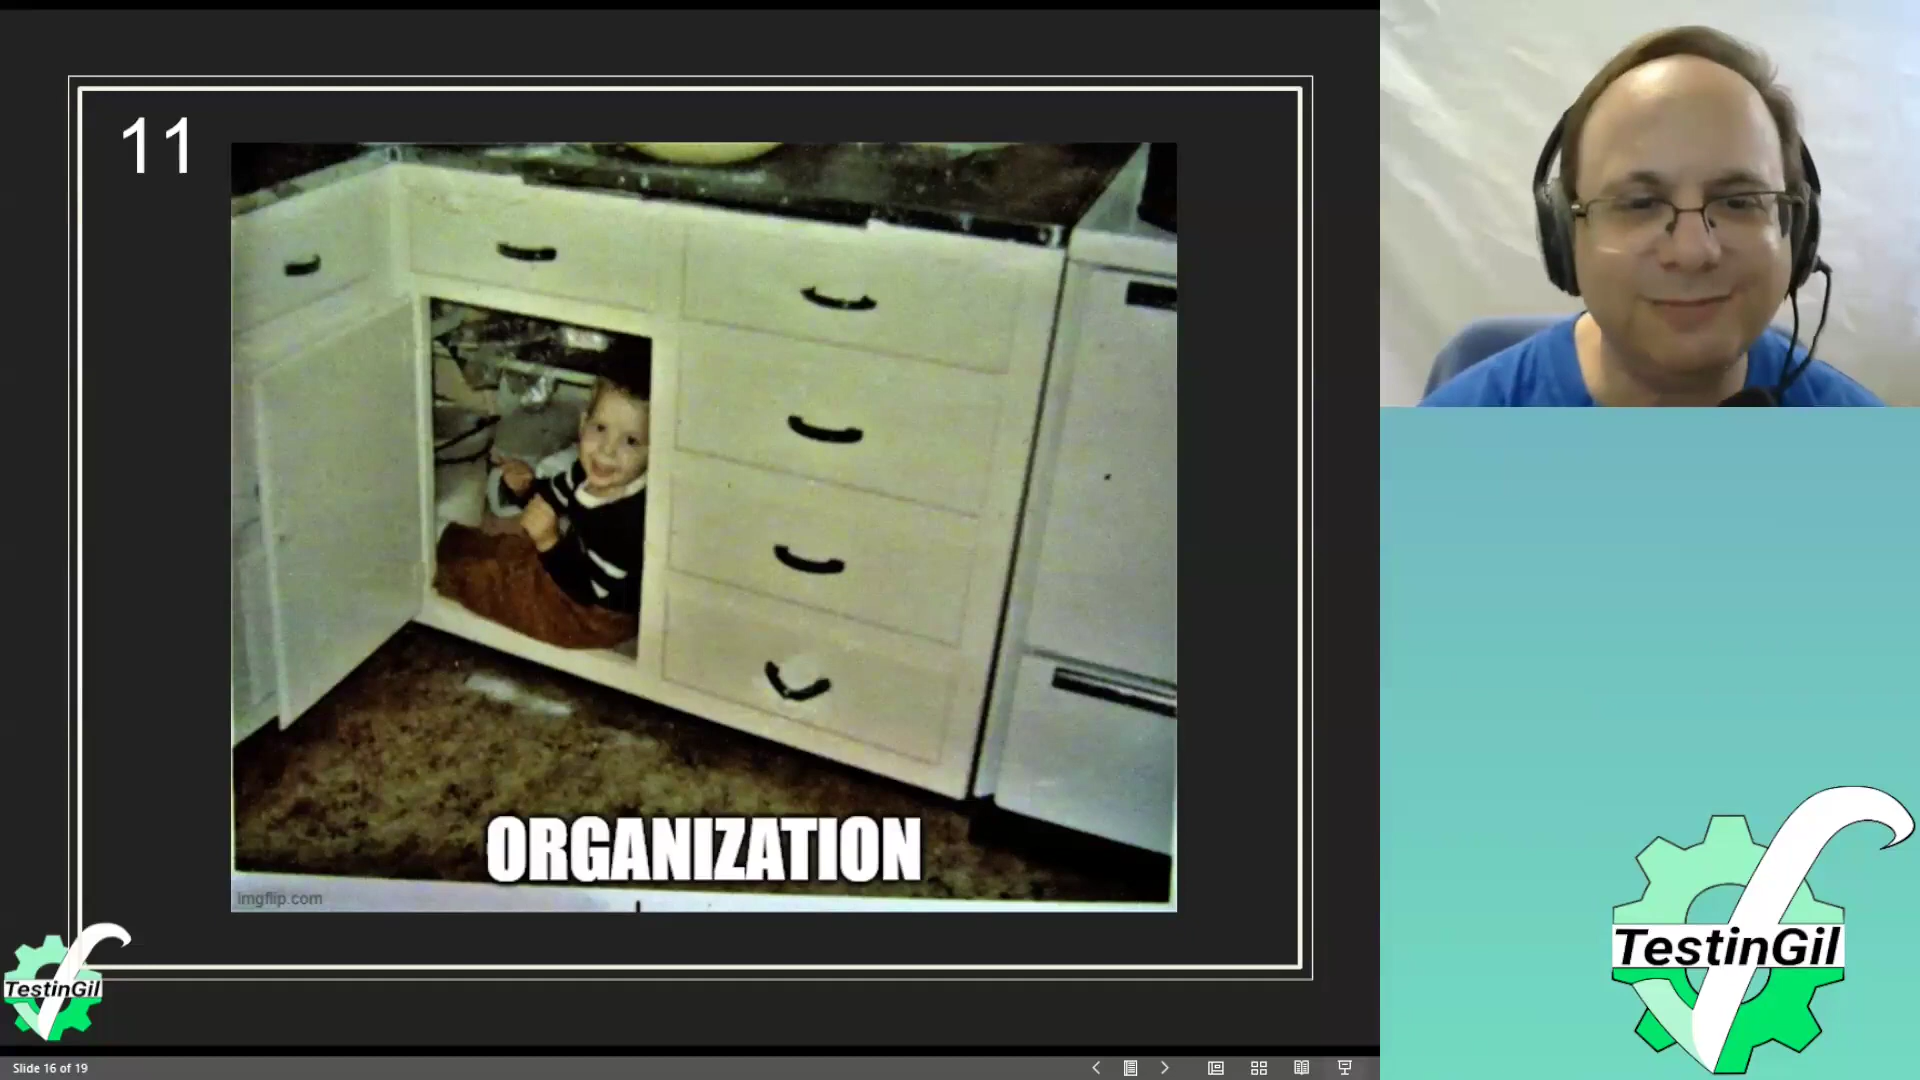 11
ORGANIZATION
imgflip.com
TestinGil
TestinGil
Slide 16 of 19